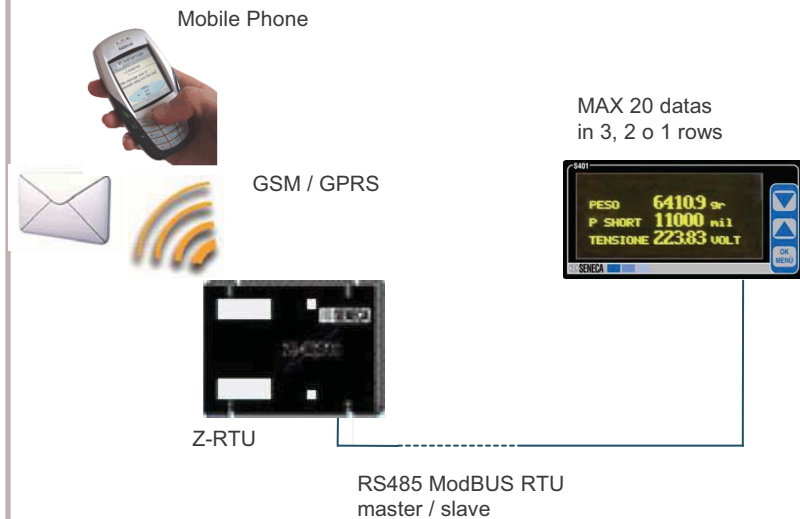 Mobile Phone
MAX 20 datas
in 3, 2 o 1 rows
GSM / GPRS
S401
PESO 6410.9 gr
P SHORT 11000 mil
TENSIONE 223.83 VOLT
OK
MENÙ
SENECA
Z-RTU
RS485 ModBUS RTU
master / slave